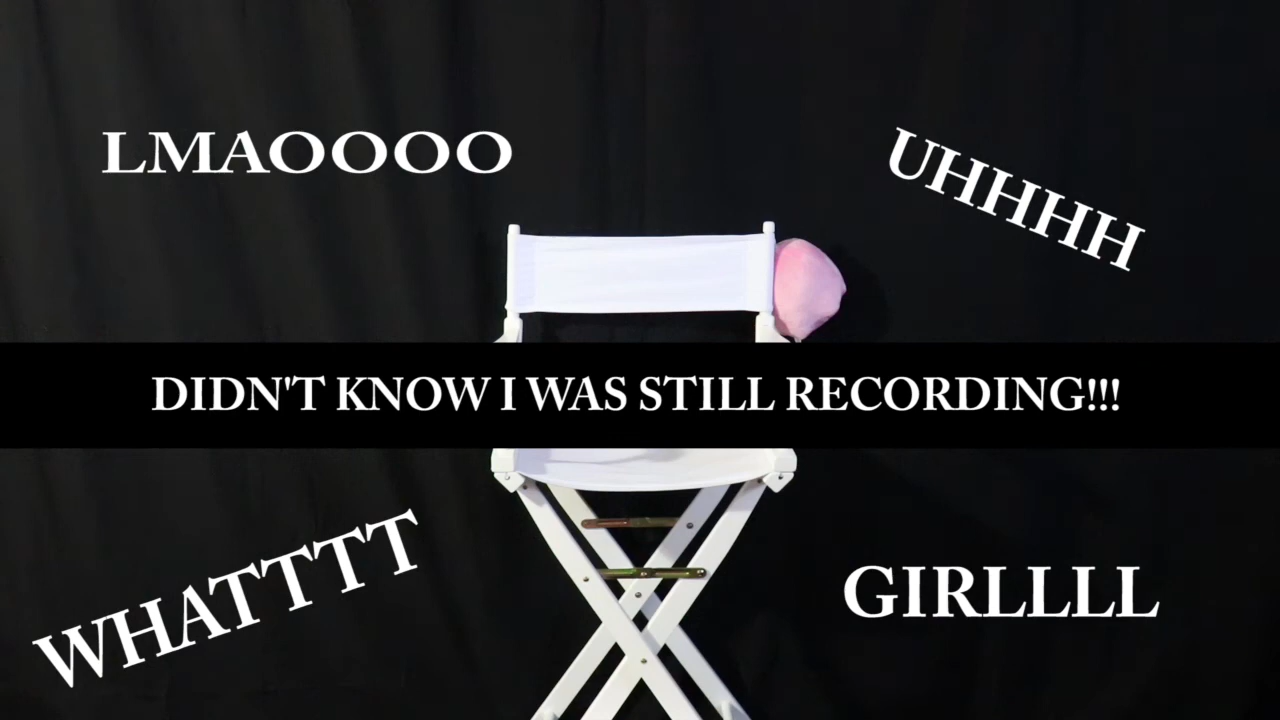 LMAOOOO
UHHHH
DIDN'T KNOW I WAS STILL RECORDING!!!
WHATTTT
GIRLLLL